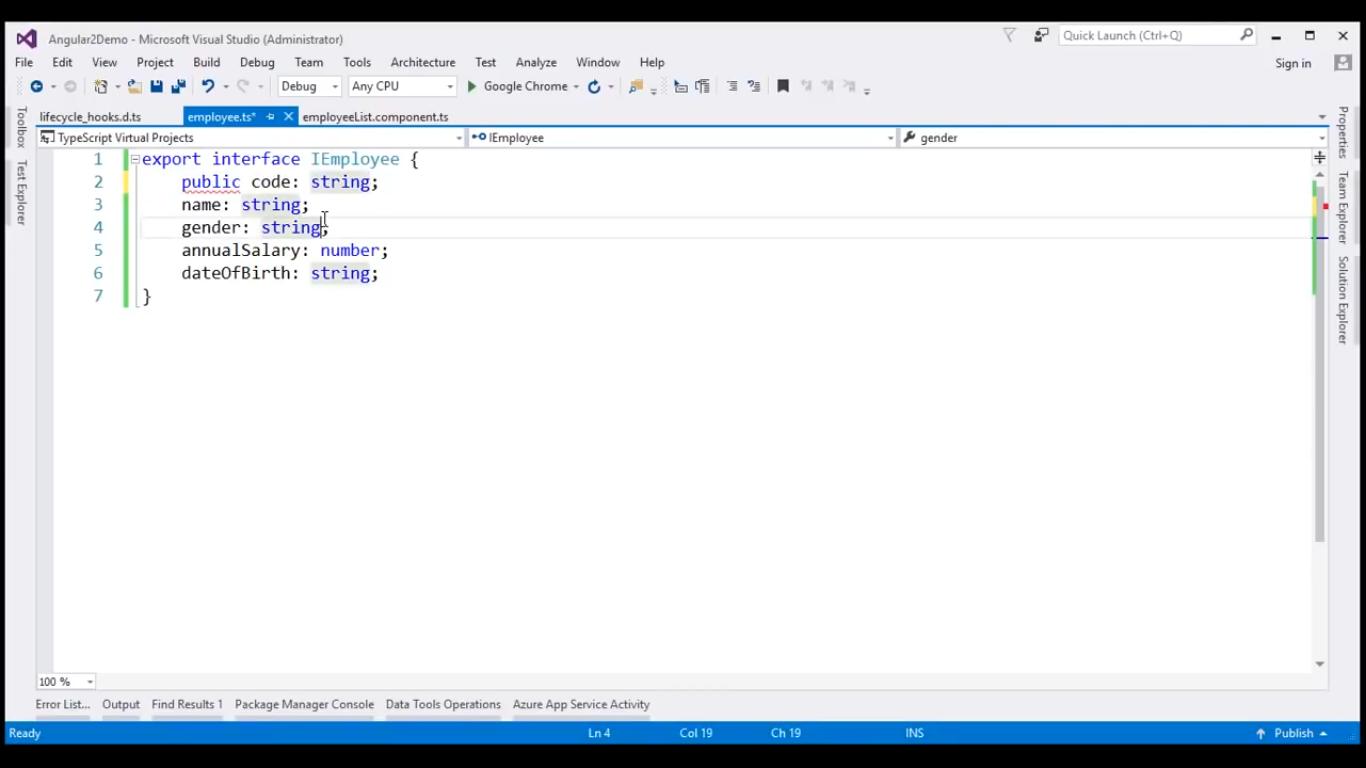 Angular2Demo - Microsoft Visual Studio (Administrator)
Quick Launch (Ctrl+Q)
File Edit View Project Build Debug Team Tools Architecture Test Analyze Window Help
Sign in
Debug Any CPU Google Chrome
lifecycle_hooks.d.ts employee.ts* employeeList.component.ts
TypeScript Virtual Projects IEmployee gender
1 export interface IEmployee {
2 public code: string;
3 name: string;
4 gender: string;
5 annualSalary: number;
6 dateOfBirth: string;
7 }
Toolbox
Test Explorer
Properties
Team Explorer
Solution Explorer
100 %
Error List... Output Find Results 1 Package Manager Console Data Tools Operations Azure App Service Activity
Ready Ln 4 Col 19 Ch 19 INS Publish